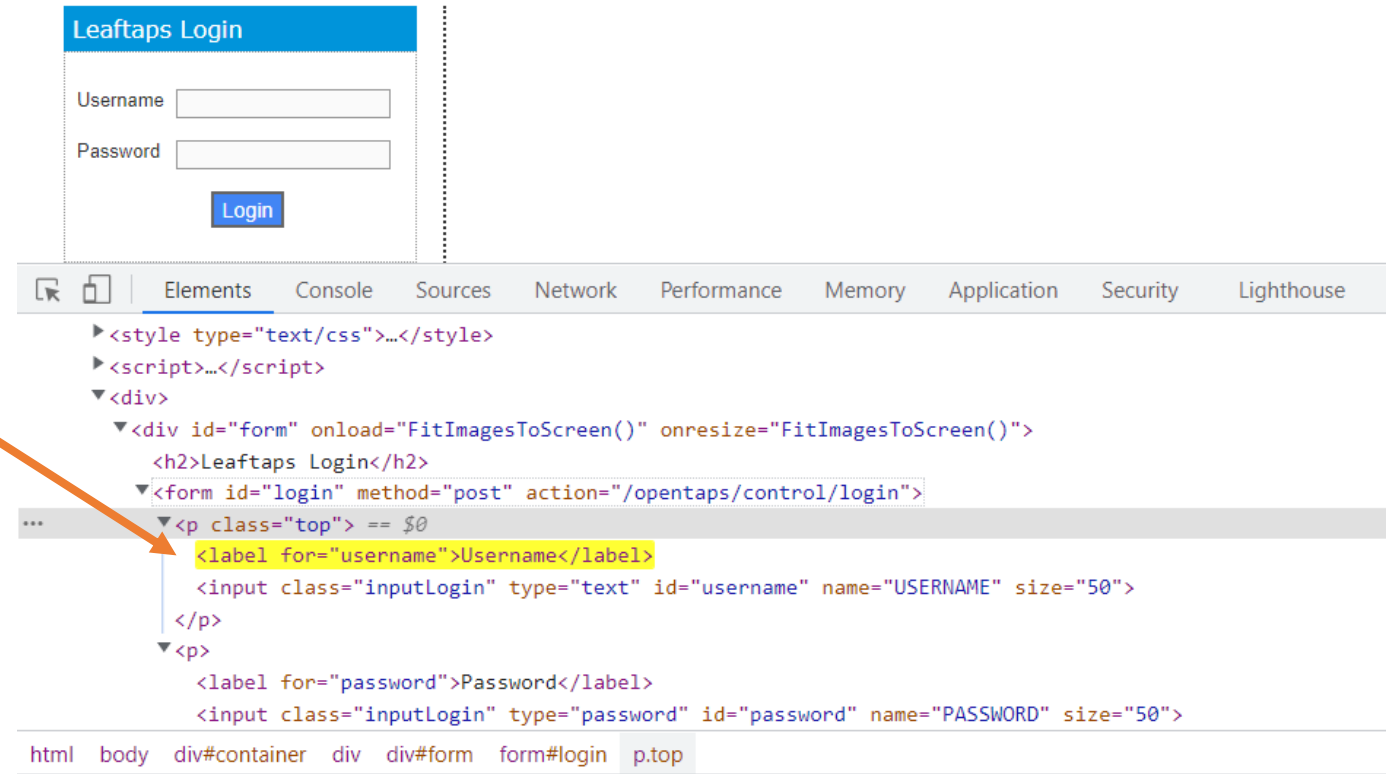 Leaftaps Login
Username
Password
Login
Elements Console Sources Network Performance Memory Application Security Lighthouse
<style type="text/css">…</style>
<script>…</script>
<div>
<div id="form" onload="FitImagesToScreen()" onresize="FitImagesToScreen()">
<h2>Leaftaps Login</h2>
<form id="login" method="post" action="/opentaps/control/login">
... <p class="top"> == $0
<label for="username">Username</label>
<input class="inputLogin" type="text" id="username" name="USERNAME" size="50">
</p>
<p>
<label for="password">Password</label>
<input class="inputLogin" type="password" id="password" name="PASSWORD" size="50">
html body div#container div div#form form#login p.top